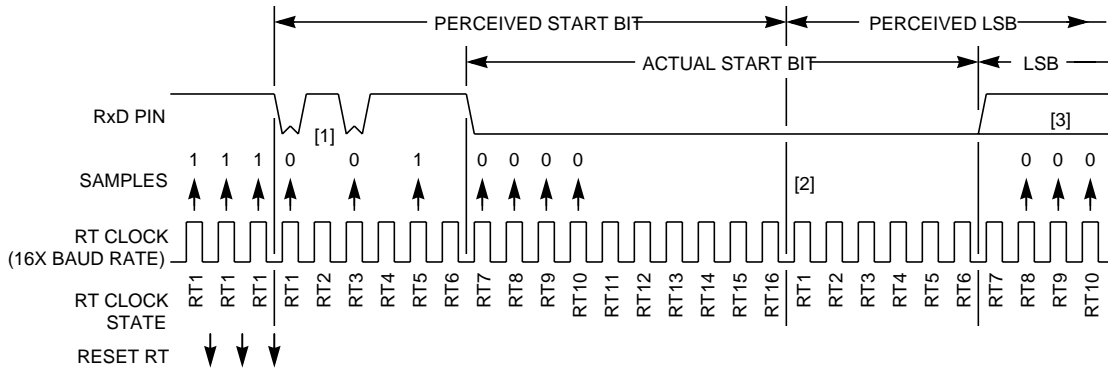 PERCEIVED START BIT PERCEIVED LSB
ACTUAL START BIT LSB
RxD PIN [1] [3]
1 1 1 0 0 1 0 0 0 0 0 0 0
SAMPLES [2]
RT CLOCK
(16X BAUD RATE)
RT1 RT1 RT1 RT1 RT2 RT3 RT4 RT5 RT6 RT7 RT8 RT9 RT10 RT11 RT12 RT13 RT14 RT15 RT16 RT1 RT2 RT3 RT4 RT5 RT6 RT7 RT8 RT9 RT10
RT CLOCK
STATE
RESET RT